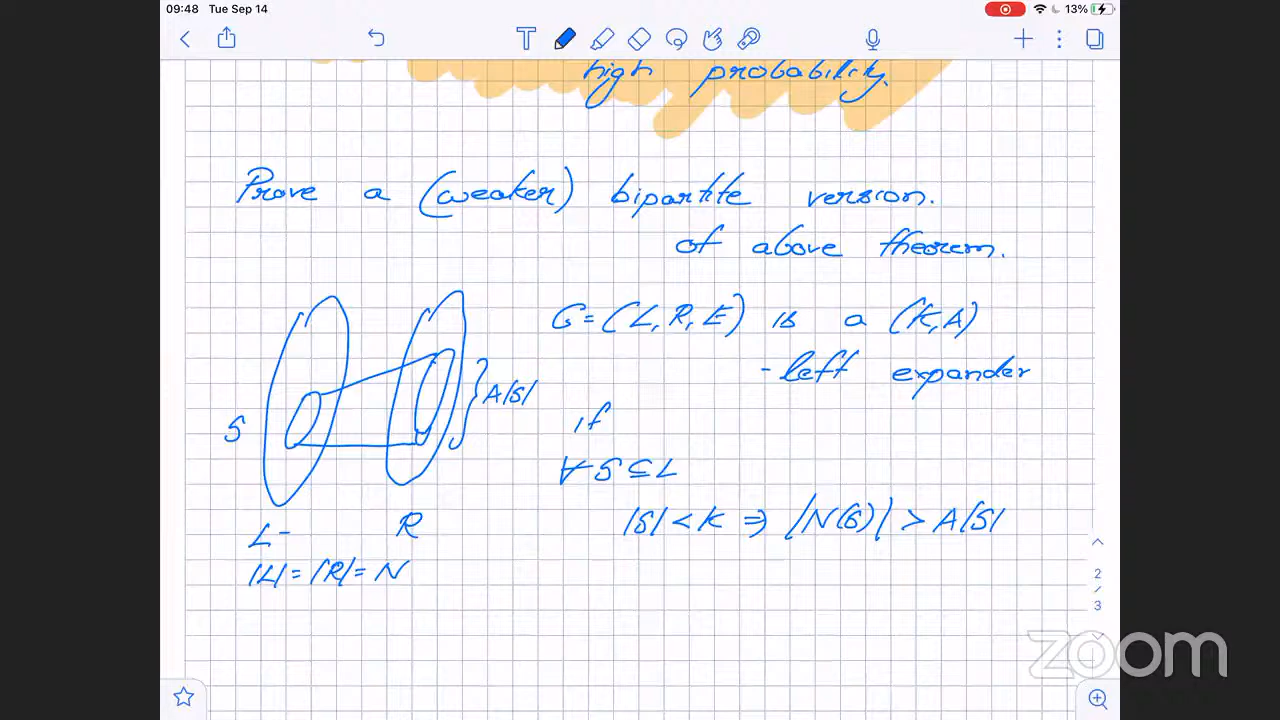 09:48 Tue Sep 14
13%
high probability.
Prove a (weaker) bipartite version.
of above theorem.
G=(L, R, E) is a (K,A)
-left expander
A|S|
S
if
∀ S ⊆ L
|S| < K ⇒ |N(S)| > A|S|
L
R
|L| = |R| = N
2
3
zoom